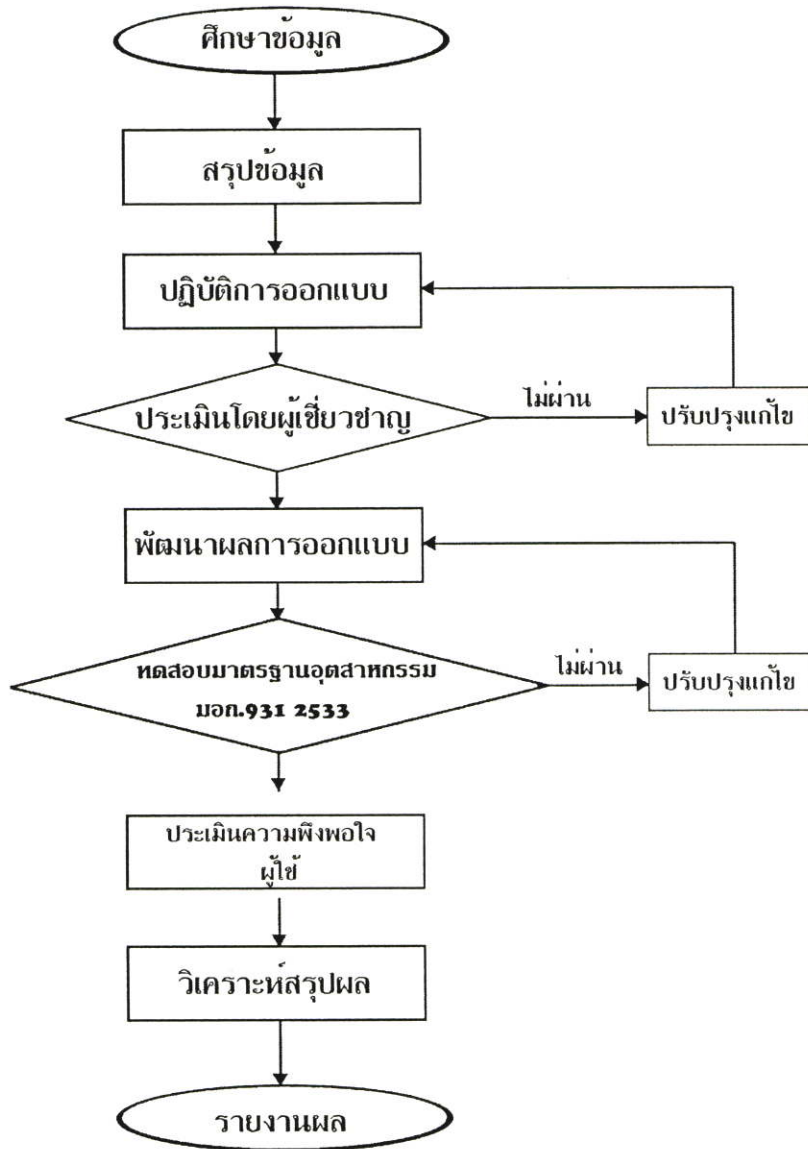 ศึกษาข้อมูล
สรุปข้อมูล
ปฏิบัติการออกแบบ
ประเมินโดยผู้เชี่ยวชาญ
ไม่ผ่าน
ปรับปรุงแก้ไข
พัฒนาผลการออกแบบ
ทดสอบมาตรฐานอุตสาหกรรม
มอก.931 2533
ไม่ผ่าน
ปรับปรุงแก้ไข
ประเมินความพึงพอใจ
ผู้ใช้
วิเคราะห์สรุปผล
รายงานผล